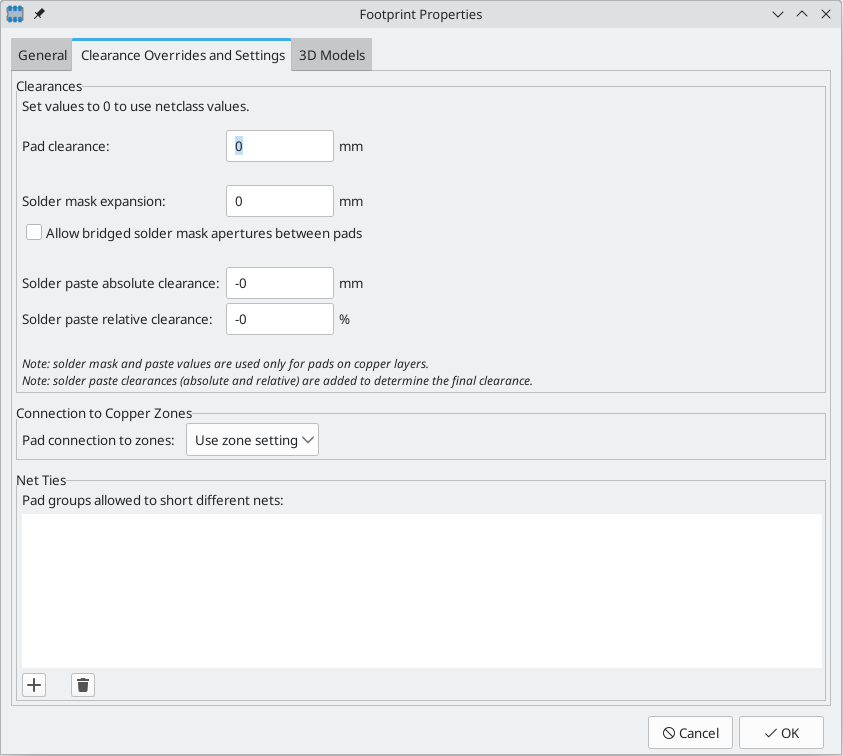 Footprint Properties
General
Clearance Overrides and Settings
3D Models
Clearances
Set values to 0 to use netclass values.
Pad clearance: 0 mm
Solder mask expansion: 0 mm
Allow bridged solder mask apertures between pads
Solder paste absolute clearance: -0 mm
Solder paste relative clearance: -0 %
Note: solder mask and paste values are used only for pads on copper layers.
Note: solder paste clearances (absolute and relative) are added to determine the final clearance.
Connection to Copper Zones
Pad connection to zones: Use zone setting
Net Ties
Pad groups allowed to short different nets:
Cancel
OK